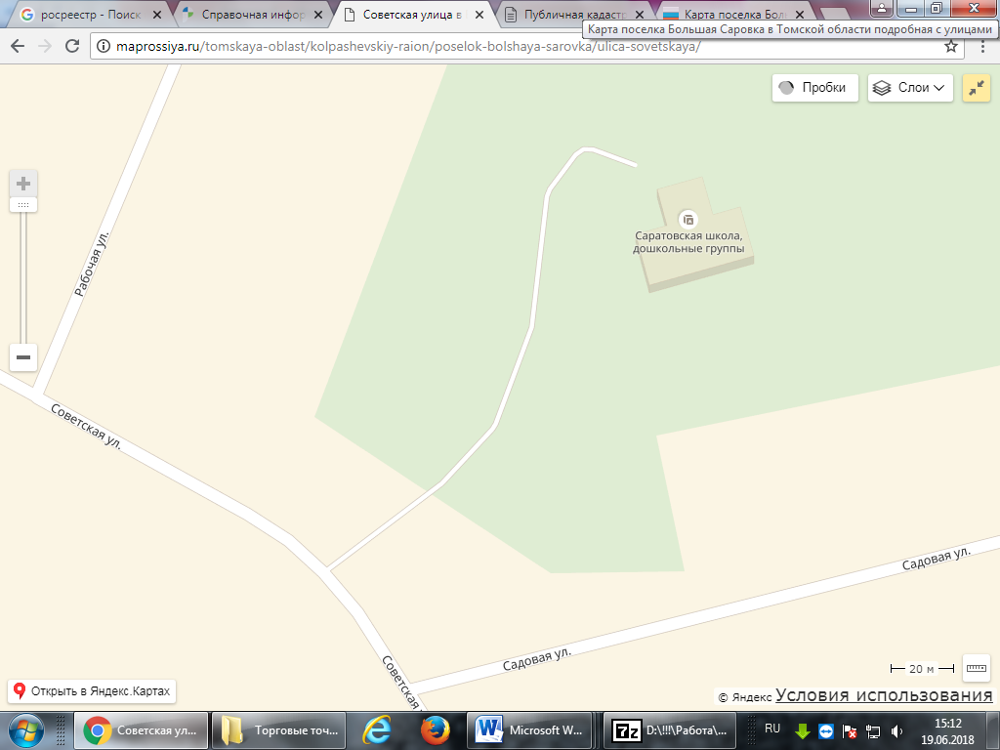 росреестр - Поиск
Справочная инфор
Советская улица в Б
Публичная кадастр
Карта поселка Боль
Карта поселка Большая Саровка в Томской области подробная с улицами
maprossiya.ru/tomskaya-oblast/kolpashevskiy-raion/poselok-bolshaya-sarovka/ulica-sovetskaya/
Пробки
Слои
Саратовская школа,
дошкольные группы
Рабочая ул.
Советская ул.
Садовая ул.
Садовая ул.
Советская
20 м
Открыть в Яндекс.Картах
© Яндекс Условия использования
Советская ул...
Торговые точ...
Microsoft W...
7z
D:\!!!\Работа\...
RU
15:12
19.06.2018